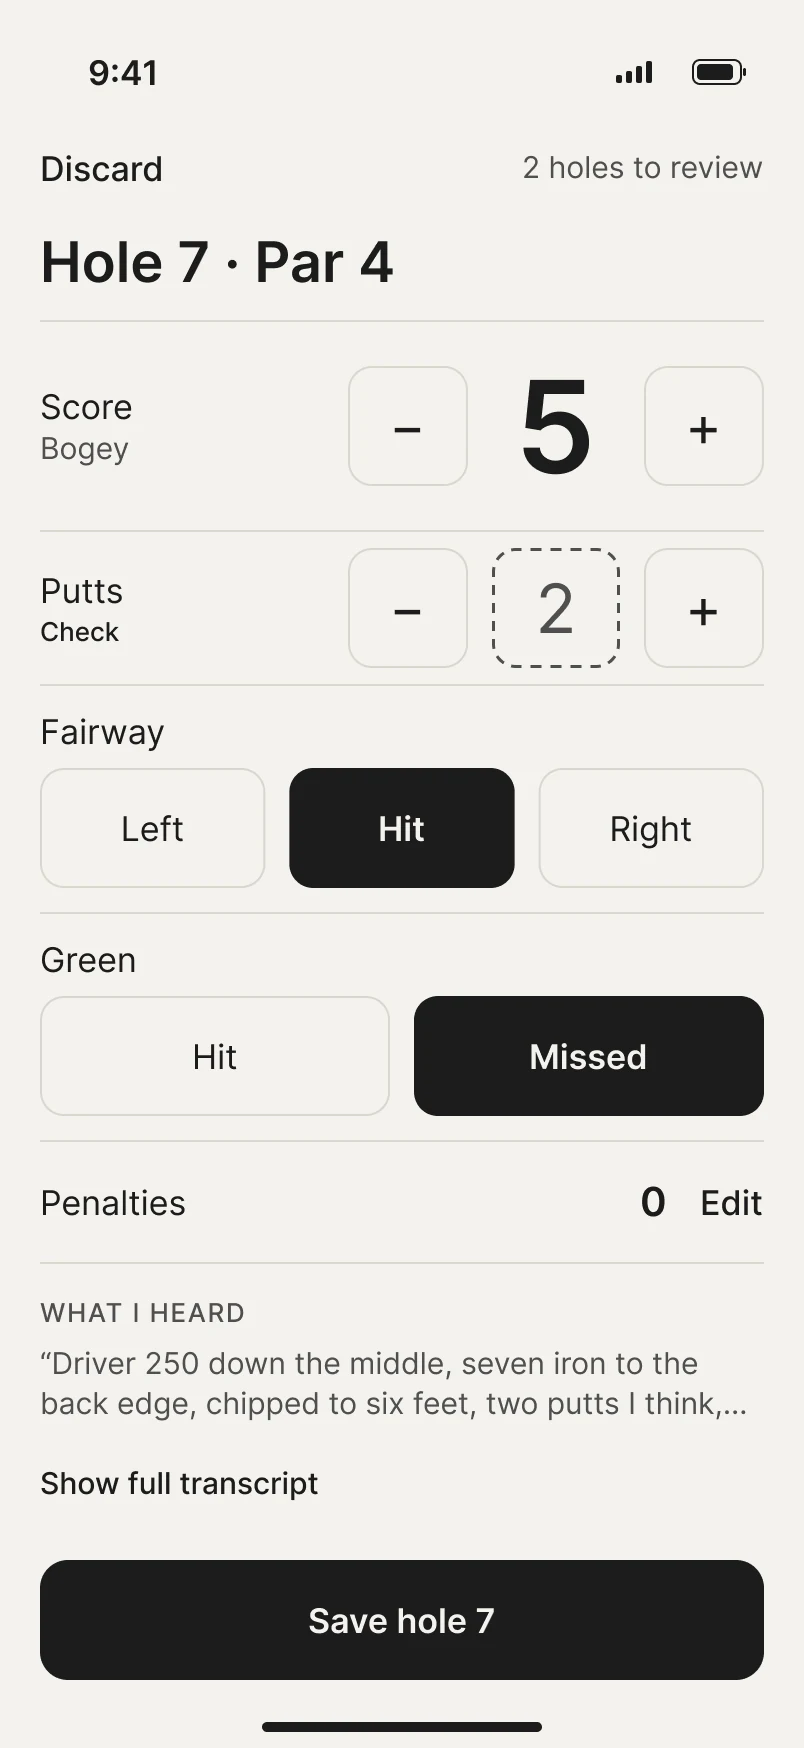 9:41
Discard
2 holes to review
Hole 7 · Par 4
Score
Bogey
− 5 +
Putts
Check
− 2 +
Fairway
Left
Hit
Right
Green
Hit
Missed
Penalties
0 Edit
WHAT I HEARD
“Driver 250 down the middle, seven iron to the
back edge, chipped to six feet, two putts I think,...
Show full transcript
Save hole 7